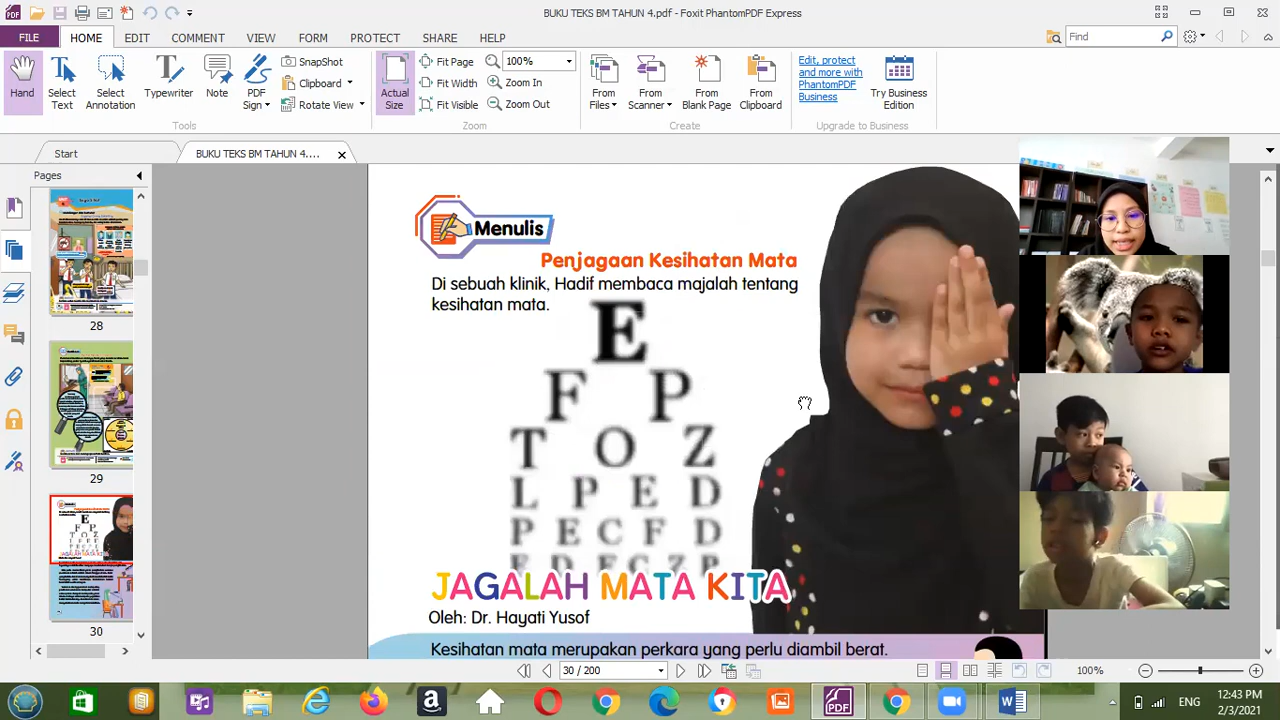 BUKU TEKS BM TAHUN 4.pdf - Foxit PhantomPDF Express
FILE HOME EDIT COMMENT VIEW FORM PROTECT SHARE HELP Find
Hand Select Text Select Annotation Typewriter Note PDF Sign SnapShot Clipboard Rotate View
Actual Size Fit Page Fit Width Fit Visible 100% Zoom In Zoom Out
From Files From Scanner From Blank Page From Clipboard
Edit, protect and more with PhantomPDF Business Try Business Edition
Tools Zoom Create Upgrade to Business
Start BUKU TEKS BM TAHUN 4....
Pages
28
29
30
Menulis
Penjagaan Kesihatan Mata
Di sebuah klinik, Hadif membaca majalah tentang
kesihatan mata.
E
F P
T O Z
L P E D
P E C F D
JAGALAH MATA KITA
Oleh: Dr. Hayati Yusof
Kesihatan mata merupakan perkara yang perlu diambil berat.
30 / 200 100%
ENG 12:43 PM
2/3/2021